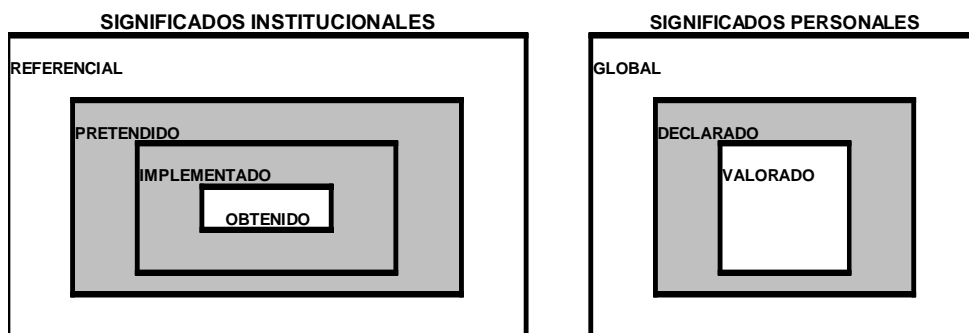 SIGNIFICADOS INSTITUCIONALES
REFERENCIAL
PRETENDIDO
IMPLEMENTADO
OBTENIDO
SIGNIFICADOS PERSONALES
GLOBAL
DECLARADO
VALORADO